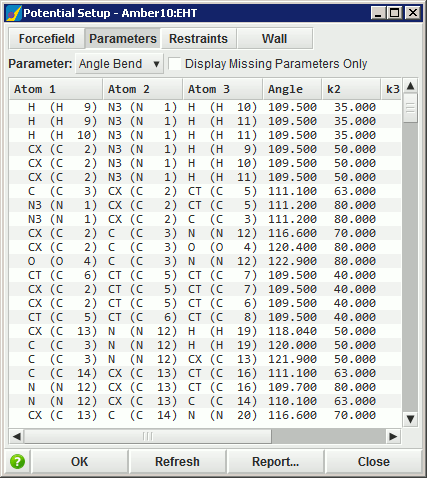 Potential Setup - Amber10:EHT
Forcefield Parameters Restraints Wall
Parameter: Angle Bend Display Missing Parameters Only
Atom 1 Atom 2 Atom 3 Angle k2 k3
H (H 9) N3 (N 1) H (H 10) 109.500 35.000
H (H 9) N3 (N 1) H (H 11) 109.500 35.000
H (H 10) N3 (N 1) H (H 11) 109.500 35.000
CX (C 2) N3 (N 1) H (H 9) 109.500 50.000
CX (C 2) N3 (N 1) H (H 10) 109.500 50.000
CX (C 2) N3 (N 1) H (H 11) 109.500 50.000
C (C 3) CX (C 2) CT (C 5) 111.100 63.000
N3 (N 1) CX (C 2) CT (C 5) 111.200 80.000
N3 (N 1) CX (C 2) C (C 3) 111.200 80.000
CX (C 2) C (C 3) N (N 12) 116.600 70.000
CX (C 2) C (C 3) O (O 4) 120.400 80.000
O (O 4) C (C 3) N (N 12) 122.900 80.000
CT (C 6) CT (C 5) CT (C 7) 109.500 40.000
CX (C 2) CT (C 5) CT (C 7) 109.500 40.000
CX (C 2) CT (C 5) CT (C 6) 109.500 40.000
CT (C 5) CT (C 6) CT (C 8) 109.500 40.000
CX (C 13) N (N 12) H (H 19) 118.040 50.000
C (C 3) N (N 12) H (H 19) 120.000 50.000
C (C 3) N (N 12) CX (C 13) 121.900 50.000
C (C 14) CX (C 13) CT (C 16) 111.100 63.000
N (N 12) CX (C 13) CT (C 16) 109.700 80.000
N (N 12) CX (C 13) C (C 14) 110.100 63.000
CX (C 13) C (C 14) N (N 20) 116.600 70.000
? OK Refresh Report... Close